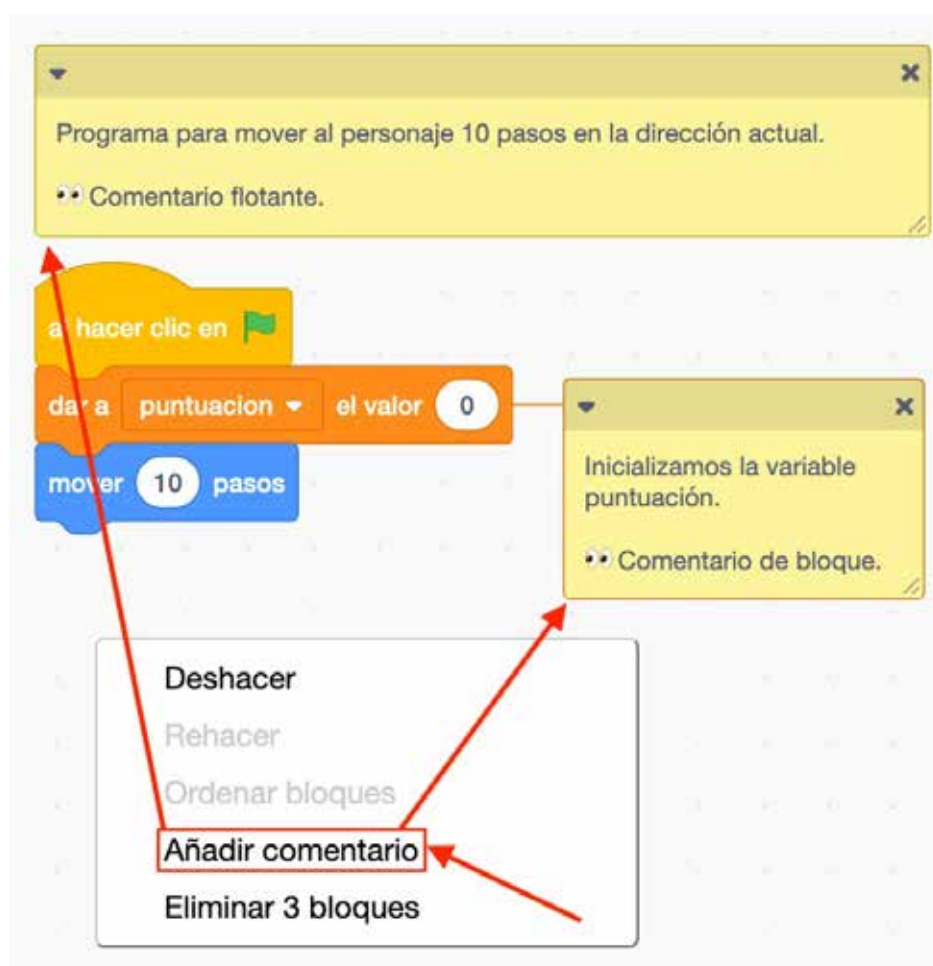 Programa para mover al personaje 10 pasos en la dirección actual.
👀 Comentario flotante.
al hacer clic en
dar a puntuacion el valor 0
mover 10 pasos
Inicializamos la variable
puntuación.
👀 Comentario de bloque.
Deshacer
Rehacer
Ordenar bloques
Añadir comentario
Eliminar 3 bloques